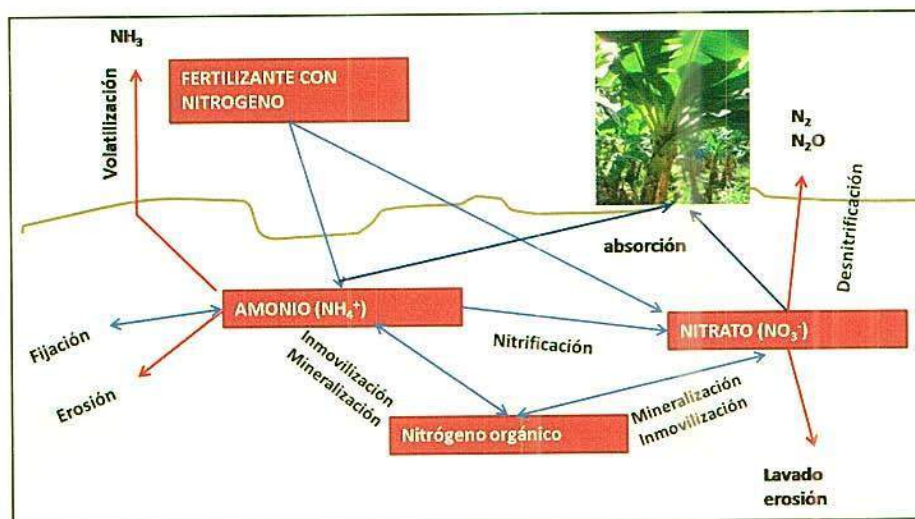 NH3
Volatilización
FERTILIZANTE CON
NITROGENO
N2
N2O
Desnitrificación
absorción
AMONIO (NH4+)
NITRATO (NO3-)
Fijación
Erosión
Nitrificación
Inmovilización
Mineralización
Nitrógeno orgánico
Mineralización
Inmovilización
Lavado
erosión